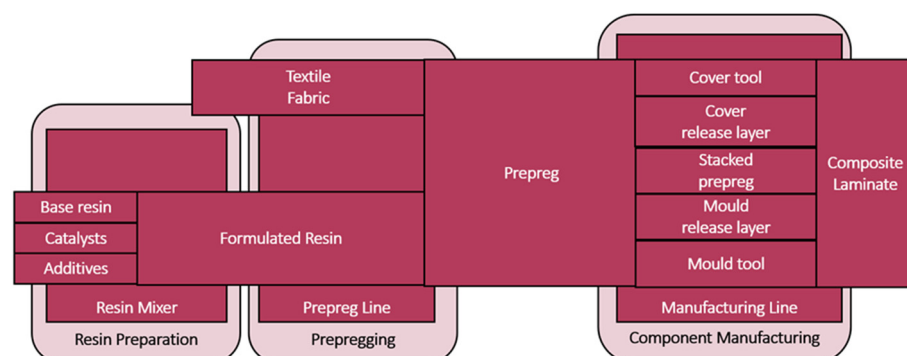 Textile
Fabric
Cover tool
Cover
release layer
Stacked
prepreg
Mould
release layer
Mould tool
Prepreg
Composite
Laminate
Base resin
Catalysts
Additives
Formulated Resin
Resin Mixer
Prepreg Line
Manufacturing Line
Resin Preparation
Prepregging
Component Manufacturing